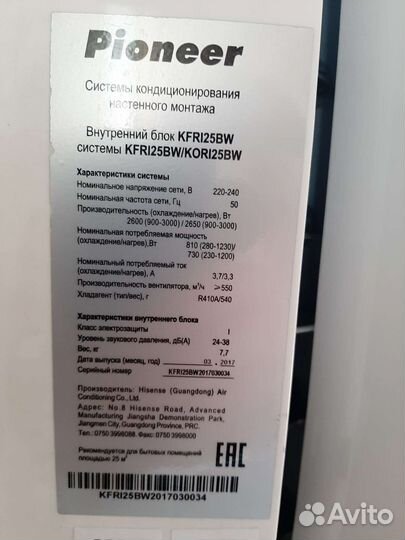 Pioneer
Системы кондиционирования
настенного монтажа
Внутренний блок KFRI25BW
системы KFRI25BW/KORI25BW
Характеристики системы
Номинальное напряжение сети, В 220-240
Номинальная частота сети, Гц 50
Производительность (охлаждение/нагрев), Вт
2600 (900-3000) / 2650 (900-3000)
Номинальная потребляемая мощность
(охлаждение/нагрев),Вт 810 (280-1230)/
730 (230-1200)
Номинальный потребляемый ток
(охлаждение/нагрев), А 3,7/3,3
Производительность вентилятора, м³/ч ≥550
Хладагент (тип/вес), г R410A/540
Характеристики внутреннего блока
Класс электрозащиты I
Уровень звукового давления, дБ(А) 24-38
Вес, кг 7,7
Дата выпуска (месяц, год) 03 . 2017
Серийный номер KFRI25BW2017030034
Производитель: Hisense (Guangdong) Air
Conditioning Co., Ltd.
Адрес: No.8 Hisense Road, Advanced
Manufacturing Jiangsha Demonstration Park,
Jiangmen City, Guangdong Province, PRC.
Тел.: 0750 3998088. Факс: 0750 3998000
Рекомендуется для бытовых помещений
площадью 25 м²
EAC
KFRI25BW2017030034
Avito